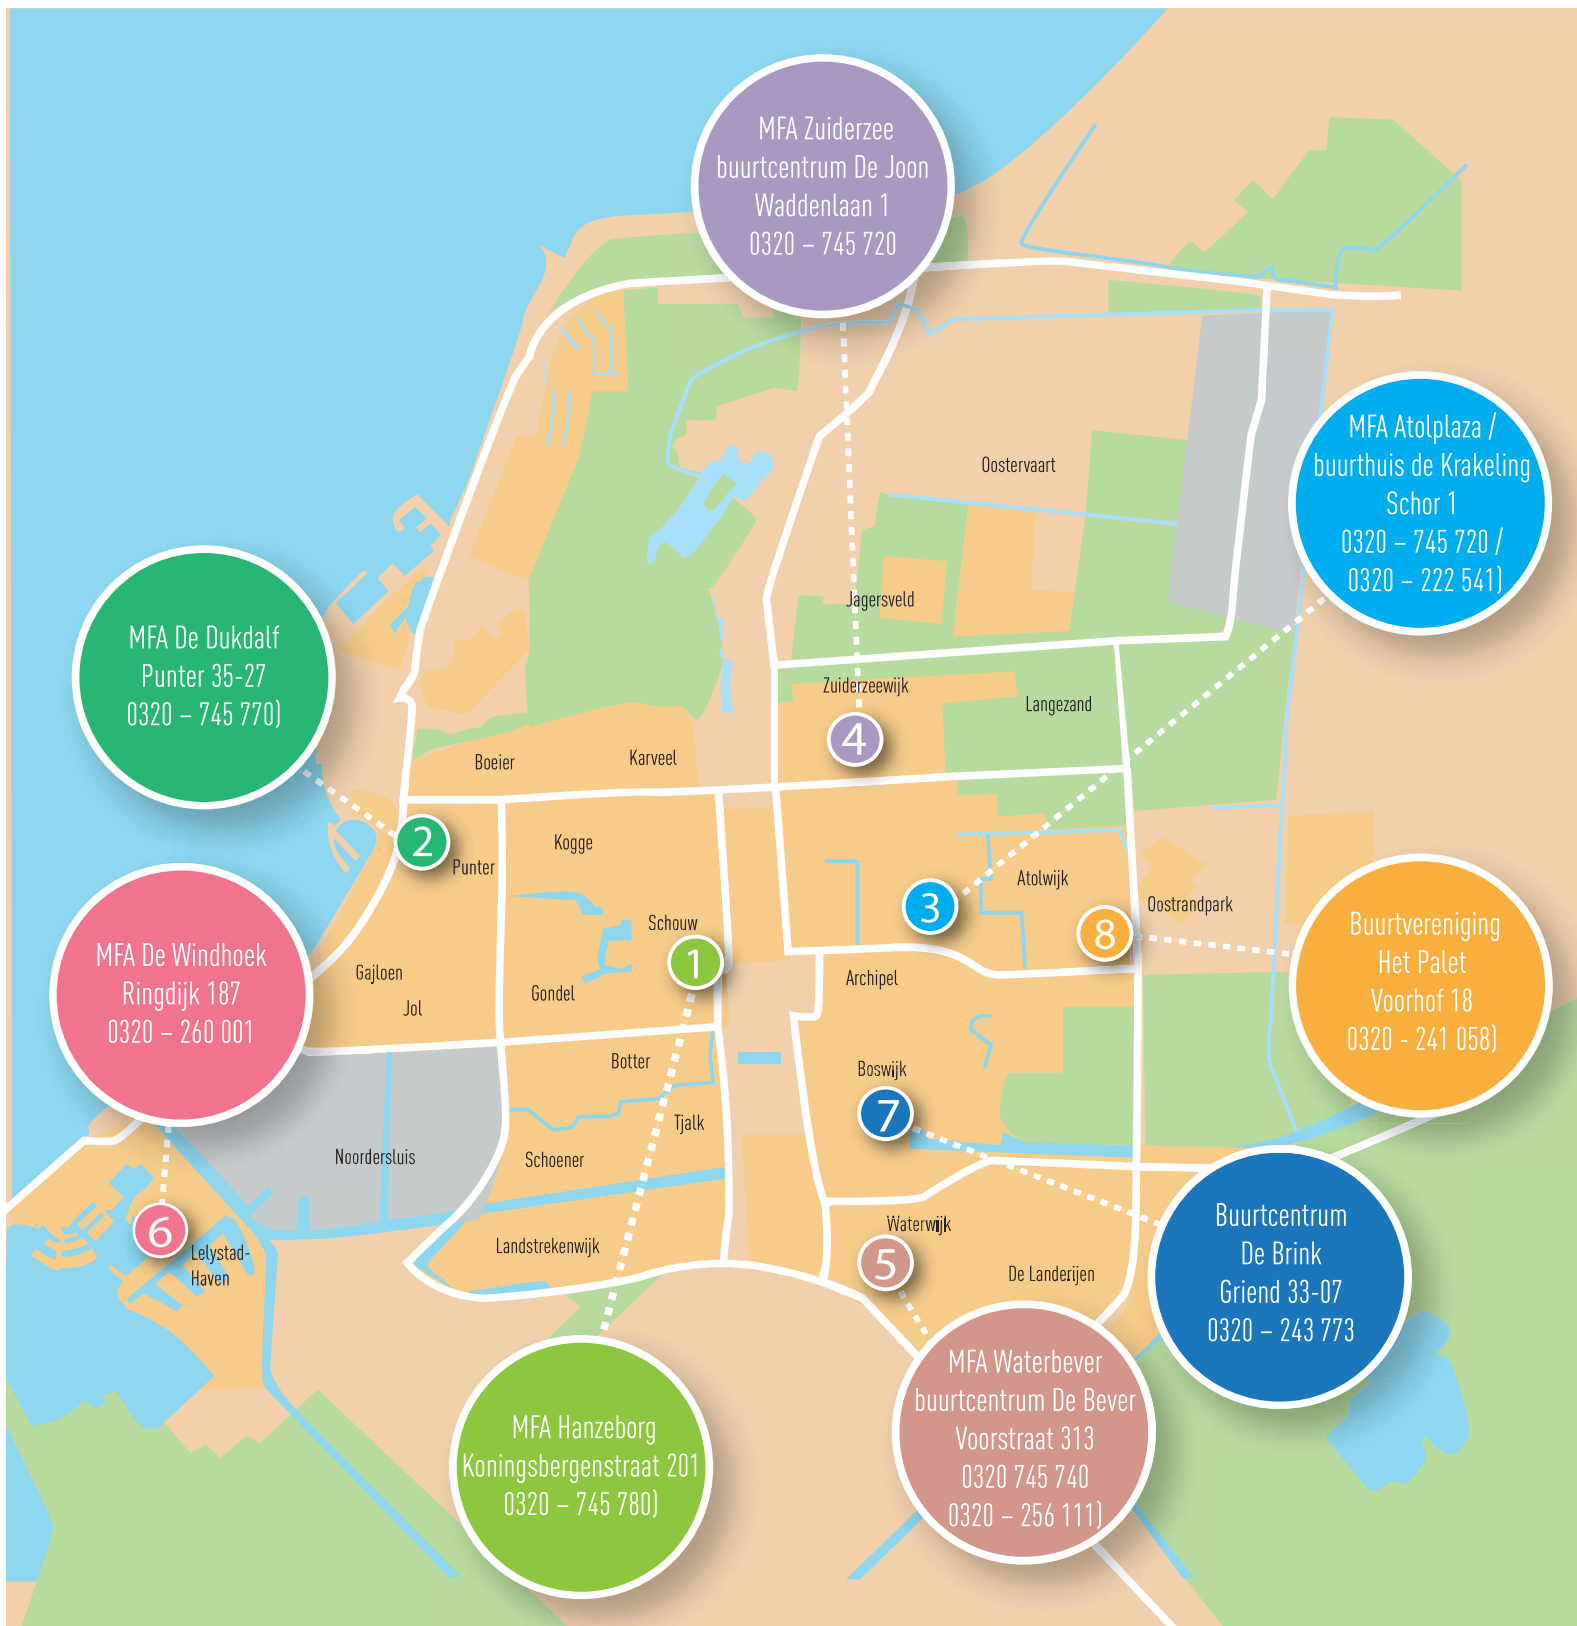 MFA Zuiderzee
buurtcentrum De Joon
Waddenlaan 1
0320 – 745 720
MFA Atolplaza /
buurthuis de Krakeling
Schor 1
0320 – 745 720 /
0320 – 222 541)
Oostervaart
Jagersveld
MFA De Dukdalf
Punter 35-27
0320 – 745 770)
Zuiderzeewijk
Langezand
4
Boeier
Karveel
2
Punter
Kogge
Atolwijk
3
Oostrandpark
8
Schouw
1
Buurtvereniging
Het Palet
Voorhof 18
0320 - 241 058)
MFA De Windhoek
Ringdijk 187
0320 – 260 001
Gajloen
Jol
Gondel
Archipel
Botter
Boswijk
7
Tjalk
Noordersluis
Schoener
6
Lelystad-
Haven
Landstrekenwijk
Waterwijk
5
De Landerijen
Buurtcentrum
De Brink
Griend 33-07
0320 – 243 773
MFA Waterbever
buurtcentrum De Bever
Voorstraat 313
0320 745 740
0320 – 256 111)
MFA Hanzeborg
Koningsbergenstraat 201
0320 – 745 780)